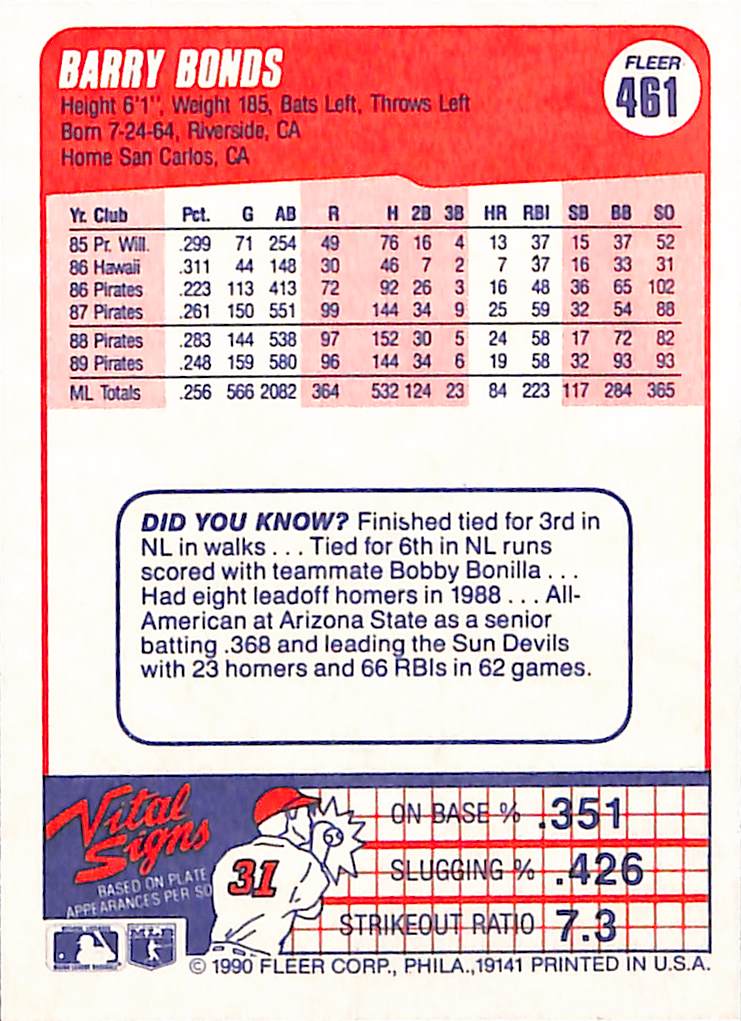 BARRY BONDS
FLEER
461
Height 6'1", Weight 185, Bats Left, Throws Left
Born 7-24-64, Riverside, CA
Home San Carlos, CA
Yr. Club Pct. G AB R H 2B 3B HR RBI SB BB SO
85 Pr. Will. .299 71 254 49 76 16 4 13 37 15 37 52
86 Hawaii .311 44 148 30 46 7 2 7 37 16 33 31
86 Pirates .223 113 413 72 92 26 3 16 48 36 65 102
87 Pirates .261 150 551 99 144 34 9 25 59 32 54 88
88 Pirates .283 144 538 97 152 30 5 24 58 17 72 82
89 Pirates .248 159 580 96 144 34 6 19 58 32 93 93
ML Totals .256 566 2082 364 532 124 23 84 223 117 284 365
DID YOU KNOW? Finished tied for 3rd in
NL in walks . . . Tied for 6th in NL runs
scored with teammate Bobby Bonilla . . .
Had eight leadoff homers in 1988 . . . All-
American at Arizona State as a senior
batting .368 and leading the Sun Devils
with 23 homers and 66 RBIs in 62 games.
Vital
Signs
BASED ON PLATE
APPEARANCES PER SO
31
ON BASE % .351
SLUGGING % .426
STRIKEOUT RATIO 7.3
© 1990 FLEER CORP., PHILA.,19141 PRINTED IN U.S.A.